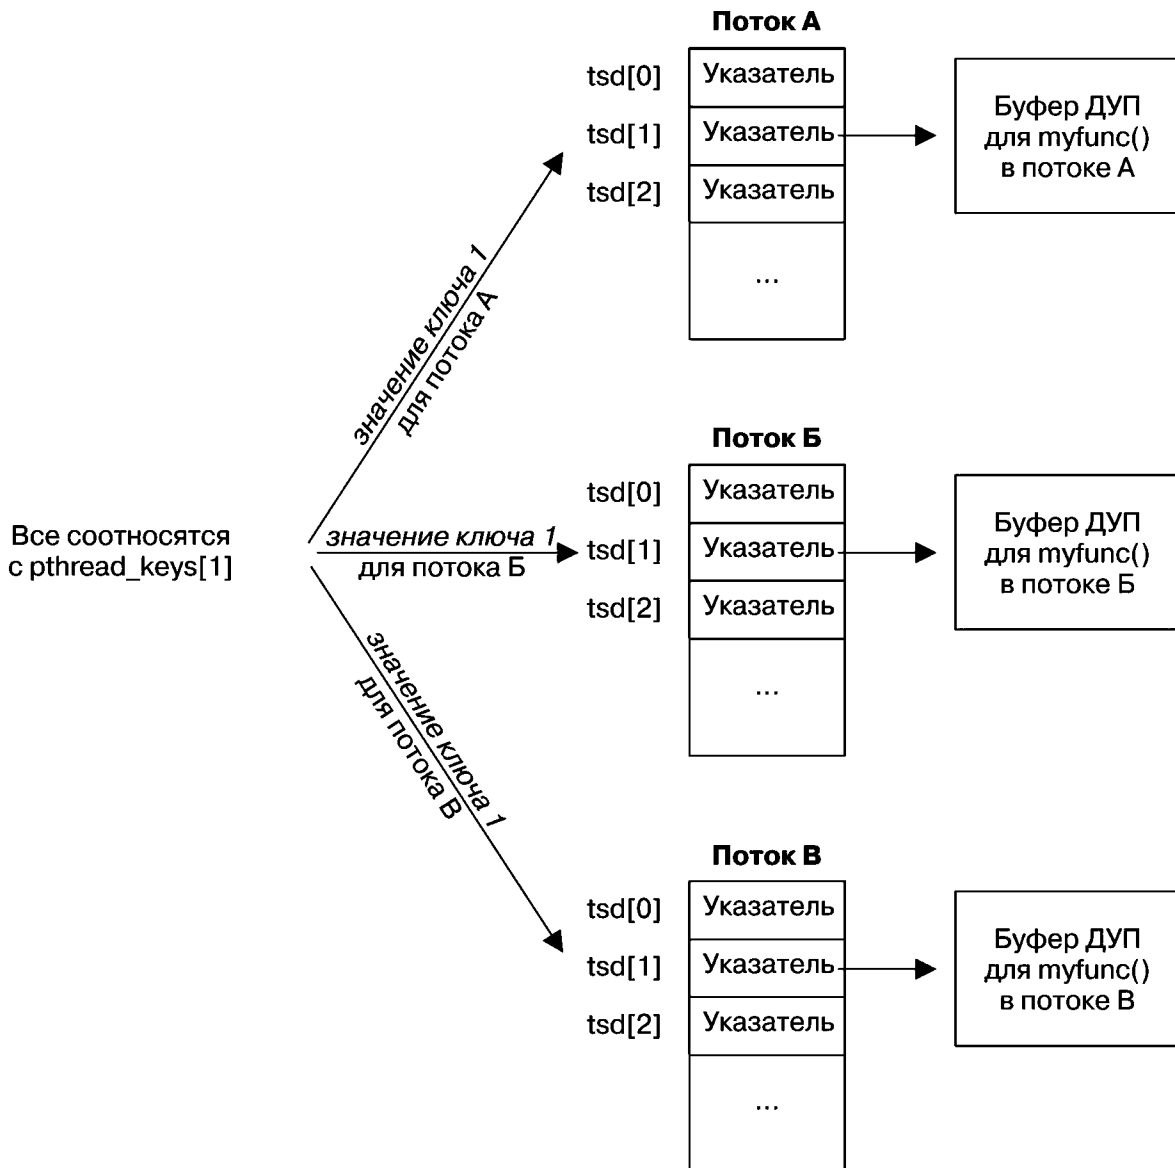 Поток А
tsd[0]
Указатель
tsd[1]
Указатель
tsd[2]
Указатель
...
Буфер ДУП
для myfunc()
в потоке А
значение ключа 1
для потока А
Поток Б
tsd[0]
Указатель
tsd[1]
Указатель
tsd[2]
Указатель
...
Буфер ДУП
для myfunc()
в потоке Б
Все соотносятся
с pthread_keys[1]
значение ключа 1
для потока Б
значение ключа 1
для потока В
Поток В
tsd[0]
Указатель
tsd[1]
Указатель
tsd[2]
Указатель
...
Буфер ДУП
для myfunc()
в потоке В